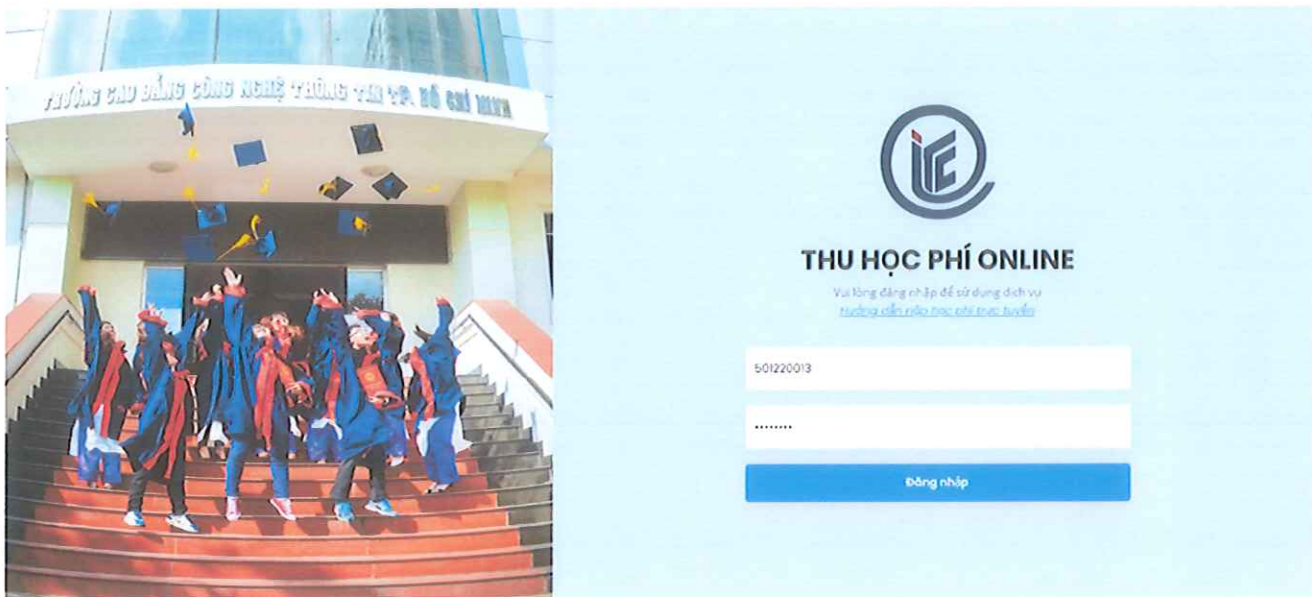 TRƯỜNG CAO ĐẲNG CÔNG NGHỆ THÔNG TIN TP. HỒ CHÍ MINH
iTC
THU HỌC PHÍ ONLINE
Vui lòng đăng nhập để sử dụng dịch vụ
Hướng dẫn nộp học phí trực tuyến
501220013
••••••••
Đăng nhập